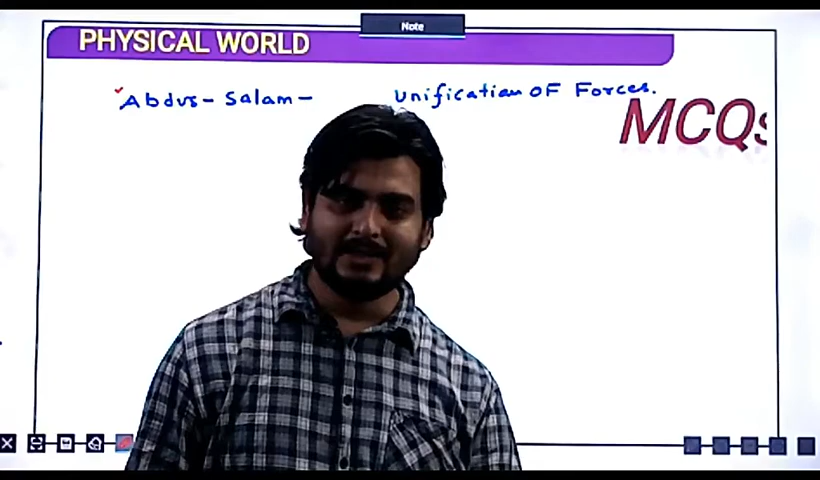 Note
PHYSICAL WORLD
Abdus - Salam - Unification OF Forces.
MCQs